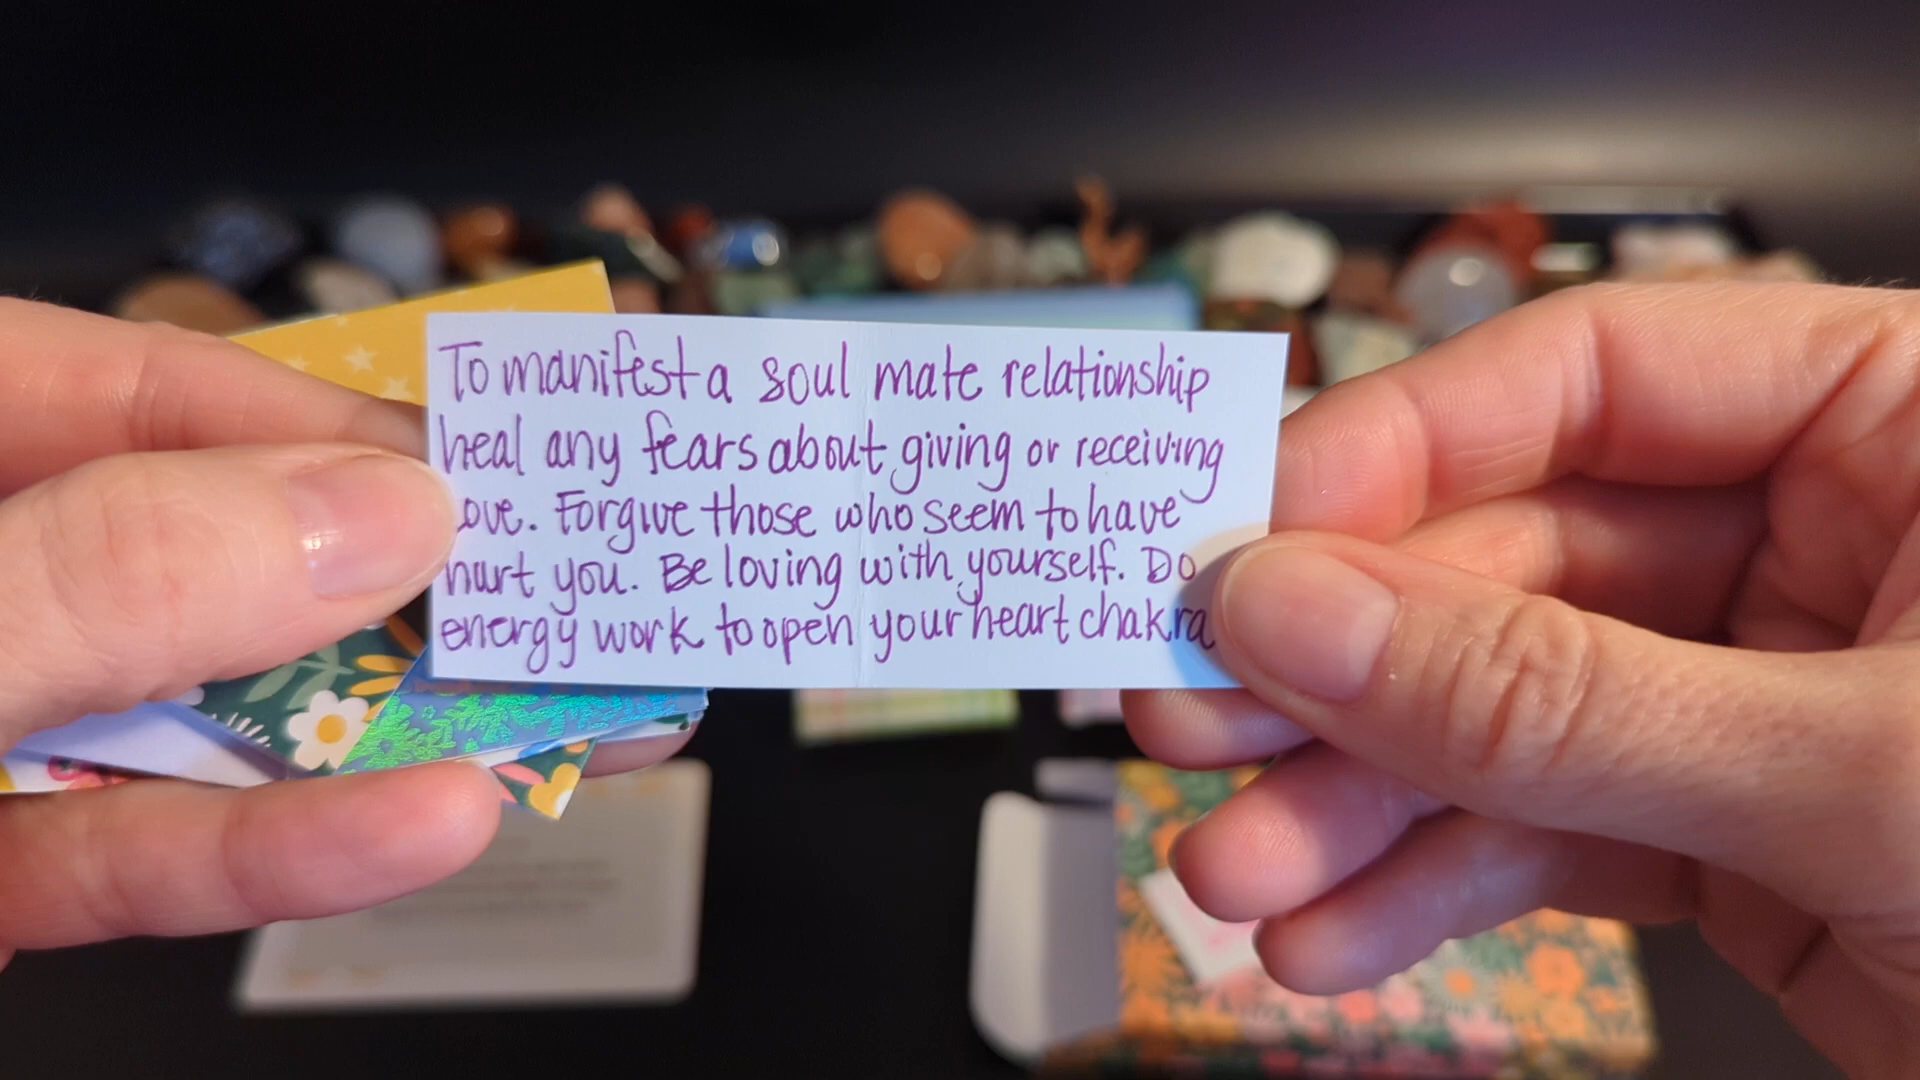 To manifest a soul mate relationship
heal any fears about giving or receiving
love. Forgive those who seem to have
hurt you. Be loving with yourself. Do
energy work to open your heart chakra